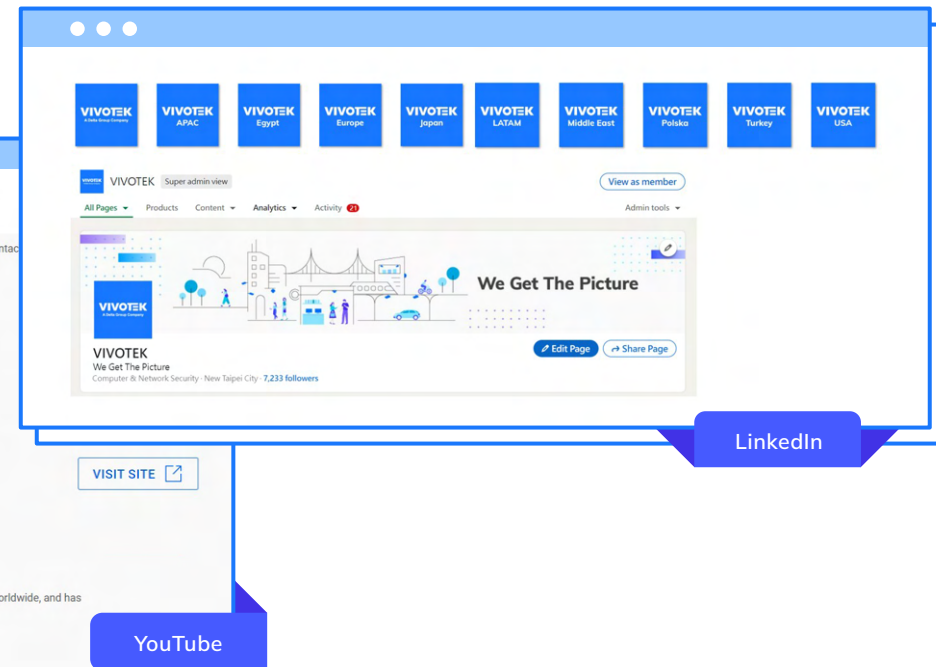 VIVOTEK
A Delta Group Company
VIVOTEK
APAC
VIVOTEK
Egypt
VIVOTEK
Europe
VIVOTEK
Japan
VIVOTEK
LATAM
VIVOTEK
Middle East
VIVOTEK
Polska
VIVOTEK
Turkey
VIVOTEK
USA
VIVOTEK
VIVOTEK Super admin view
View as member
All Pages Products Content Analytics Activity 21 Admin tools
We Get The Picture
VIVOTEK
A Delta Group Company
Edit Page Share Page
VIVOTEK
We Get The Picture
Computer & Network Security · New Taipei City · 7,233 followers
LinkedIn
VISIT SITE
orldwide, and has
YouTube